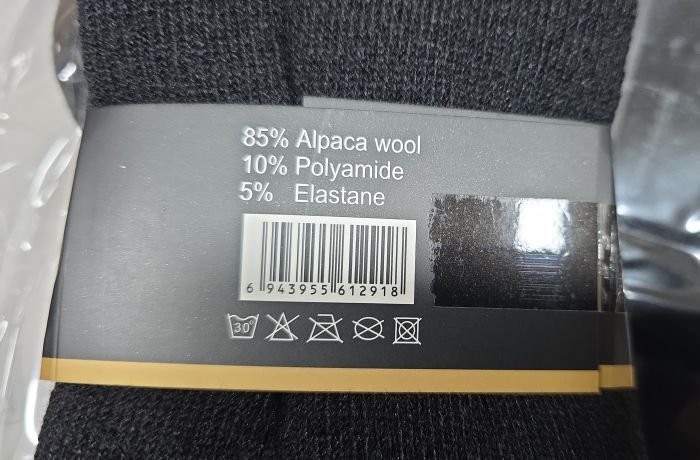 85% Alpaca wool
10% Polyamide
5% Elastane
6 943955 612918
30°